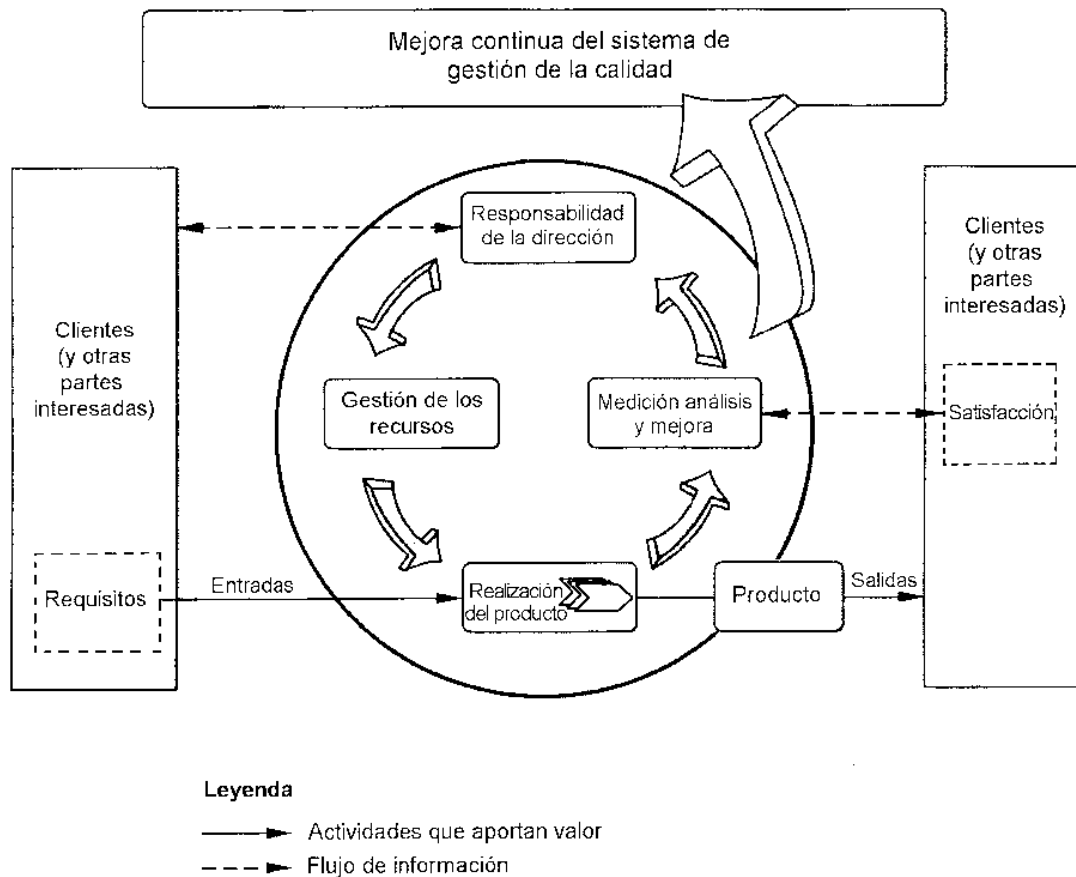 Mejora continua del sistema de
gestión de la calidad
Responsabilidad
de la dirección
Clientes
(y otras
partes
interesadas)
Clientes
(y otras
partes
interesadas)
Gestión de los
recursos
Medición análisis
y mejora
Satisfacción
Requisitos
Entradas
Realización
del producto
Producto
Salidas
Leyenda
Actividades que aportan valor
Flujo de información